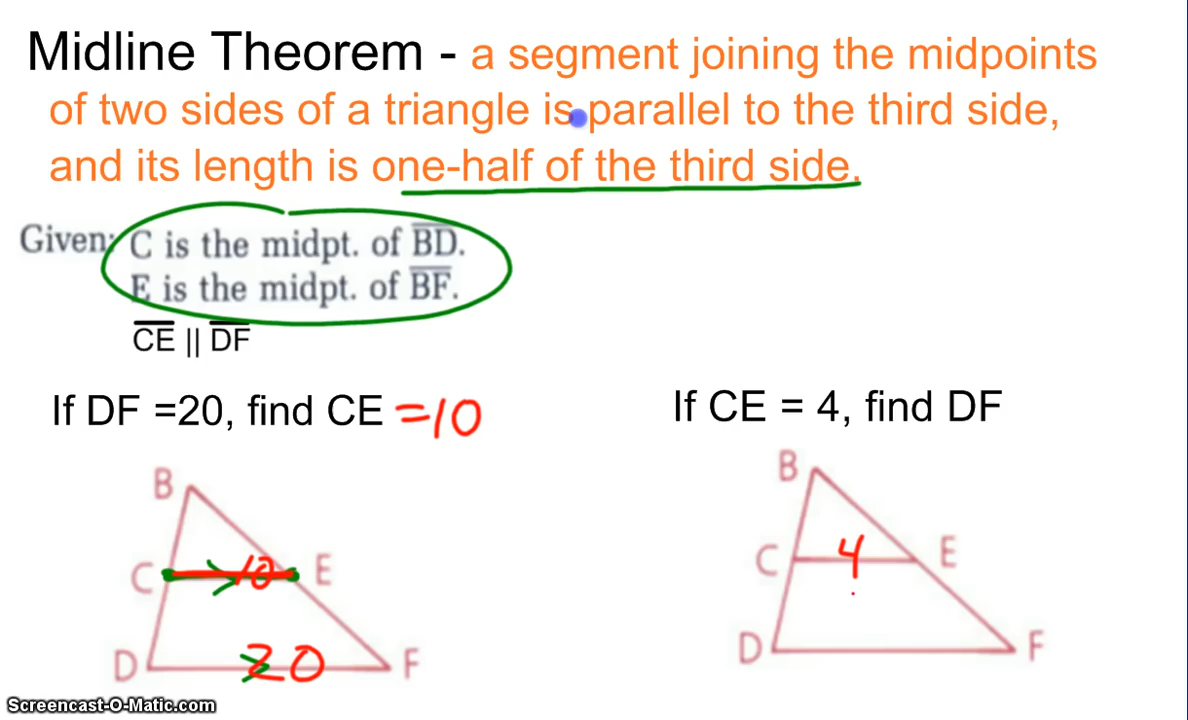 Midline Theorem - a segment joining the midpoints
of two sides of a triangle is parallel to the third side,
and its length is one-half of the third side.
Given: C is the midpt. of BD.
E is the midpt. of BF.
CE || DF
If DF =20, find CE =10
If CE = 4, find DF
B
C
10
E
D
20
F
B
C
4
E
D
F
Screencast-O-Matic.com